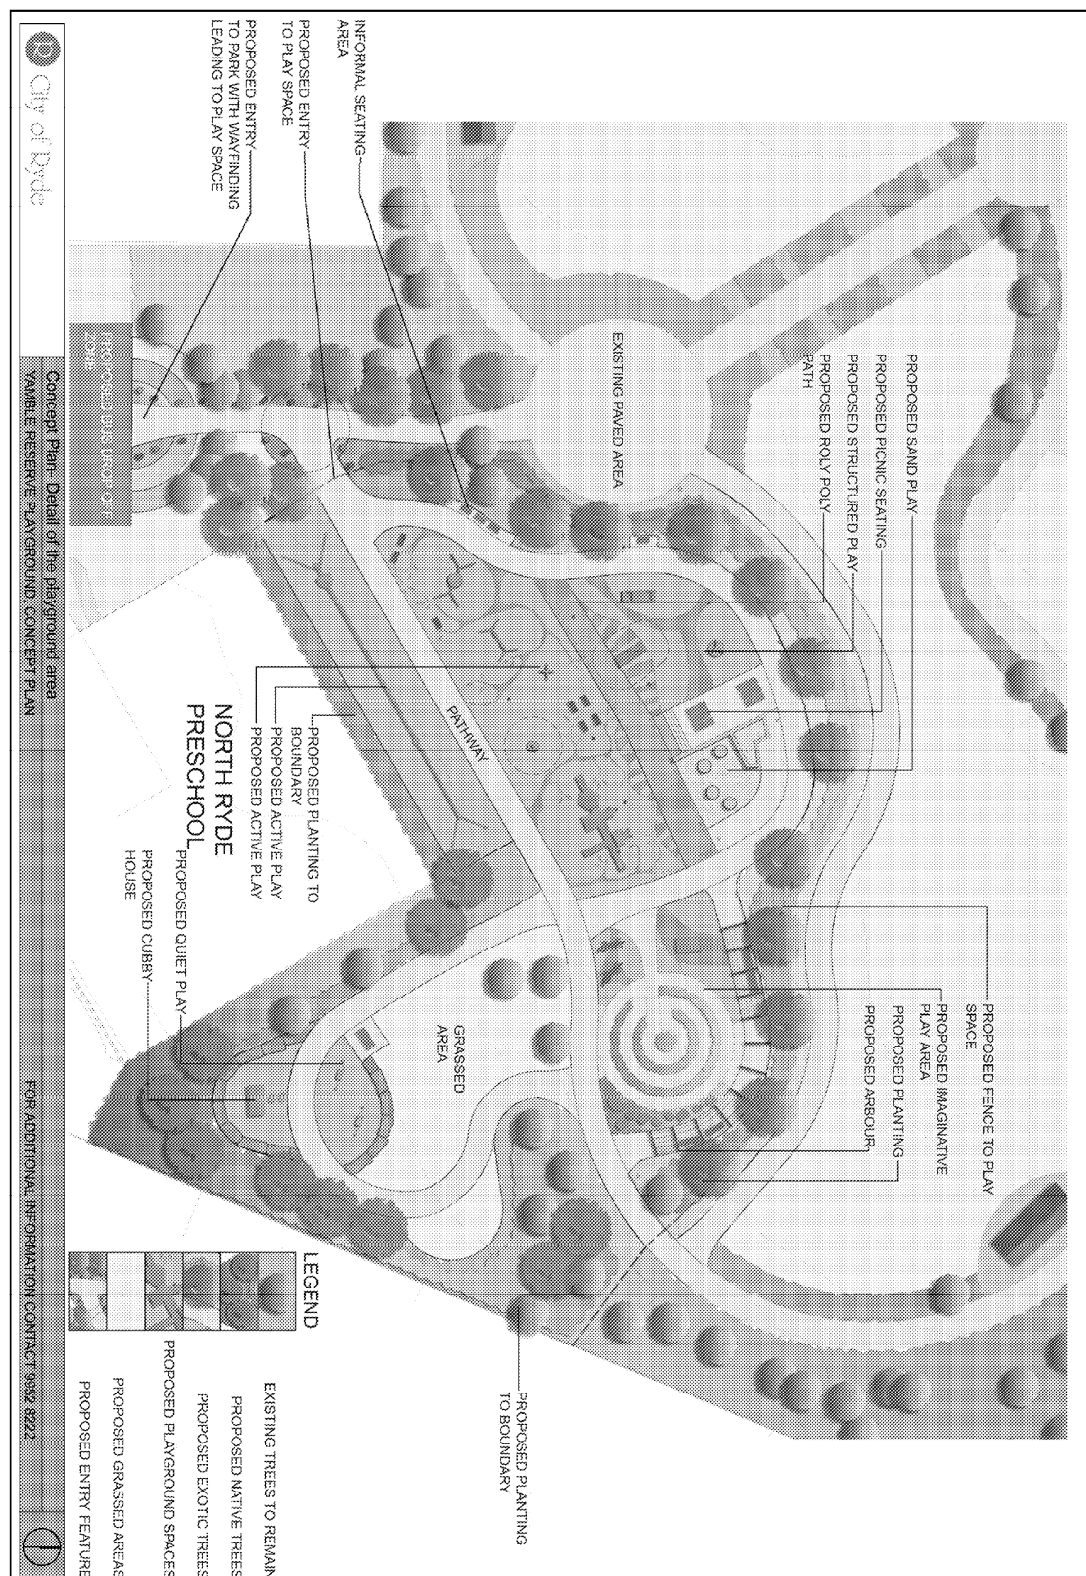 INFORMAL SEATING
AREA
PROPOSED ENTRY
TO PLAY SPACE
PROPOSED ENTRY
TO PARK WITH WAYFINDING
LEADING TO PLAY SPACE
EXISTING PAVED AREA
PROPOSED SAND PLAY
PROPOSED PICNIC SEATING
PROPOSED STRUCTURED PLAY
PROPOSED ROLY POLY
PATH
PATHWAY
PROPOSED PLANTING TO
BOUNDARY
PROPOSED ACTIVE PLAY
PROPOSED ACTIVE PLAY
NORTH RYDE
PRESCHOOL
PROPOSED QUIET PLAY
PROPOSED CUBBY
HOUSE
GRASSED
AREA
PROPOSED FENCE TO PLAY
SPACE
PROPOSED IMAGINATIVE
PLAY AREA
PROPOSED PLANTING
PROPOSED ARBOUR
PROPOSED PLANTING
TO BOUNDARY
PROPOSED BUS DROP OFF
ZONE
LEGEND
EXISTING TREES TO REMAIN
PROPOSED NATIVE TREES
PROPOSED EXOTIC TREES
PROPOSED PLAYGROUND SPACES
PROPOSED GRASSED AREAS
PROPOSED ENTRY FEATURE
City of Ryde
Concept Plan- Detail of the playground area
YAMBLE RESERVE PLAYGROUND, CONCEPT PLAN
FOR ADDITIONAL INFORMATION CONTACT 9952 8222